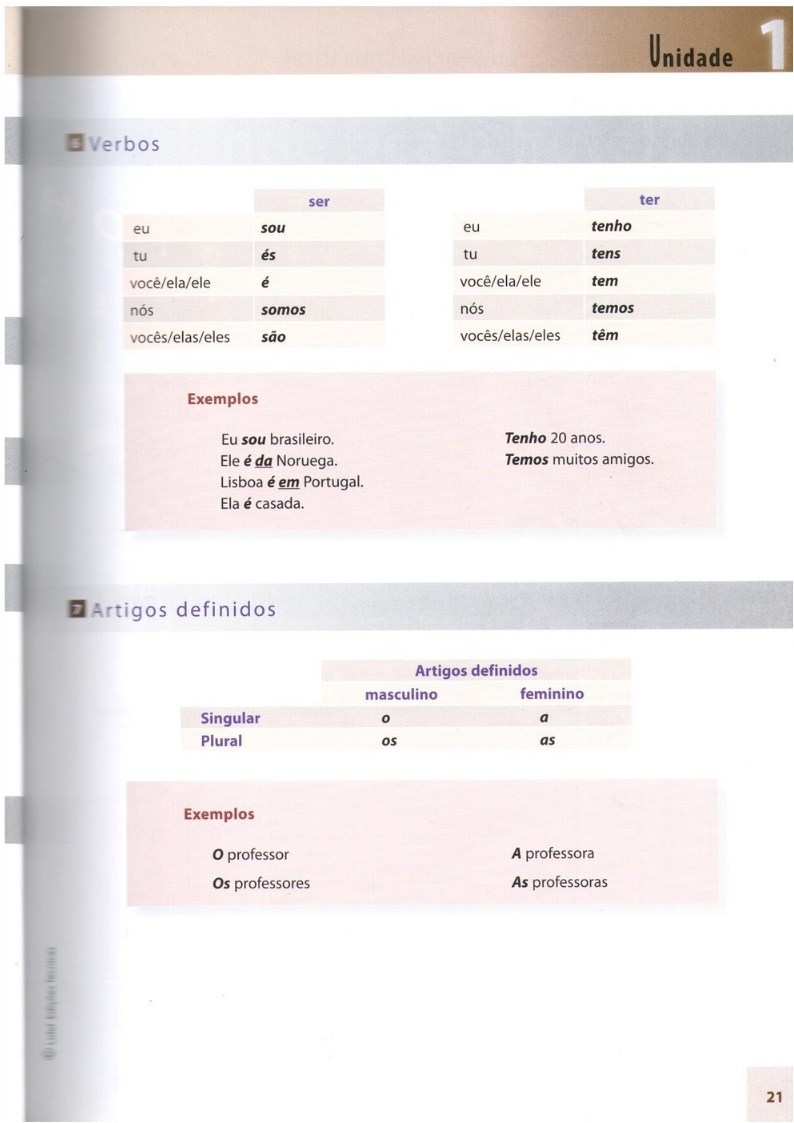 Unidade 1
6 Verbos
ser
eu sou
tu és
você/ela/ele é
nós somos
vocês/elas/eles são
ter
eu tenho
tu tens
você/ela/ele tem
nós temos
vocês/elas/eles têm
Exemplos
Eu sou brasileiro.
Ele é da Noruega.
Lisboa é em Portugal.
Ela é casada.
Tenho 20 anos.
Temos muitos amigos.
7 Artigos definidos
Artigos definidos
masculino feminino
Singular o a
Plural os as
Exemplos
O professor
Os professores
A professora
As professoras
© Lidel Edições Técnicas
21